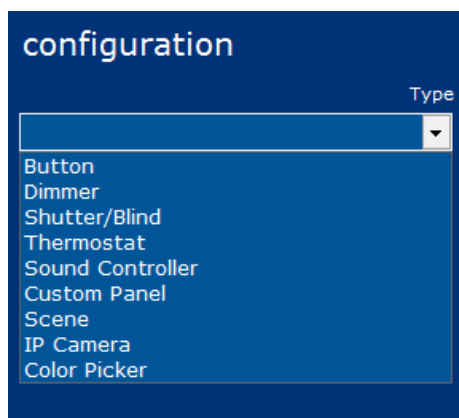 configuration
Type
Button
Dimmer
Shutter/Blind
Thermostat
Sound Controller
Custom Panel
Scene
IP Camera
Color Picker